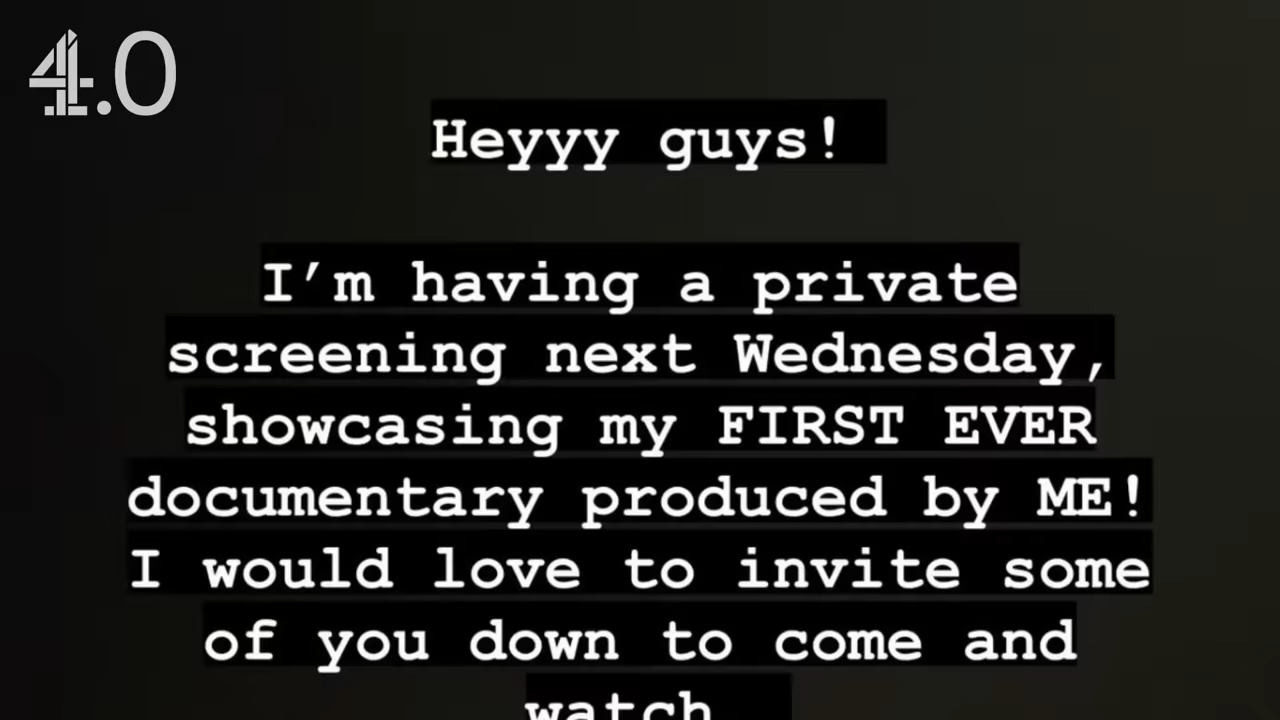 4.0
Heyyy guys!
I’m having a private
screening next Wednesday,
showcasing my FIRST EVER
documentary produced by ME!
I would love to invite some
of you down to come and
watch